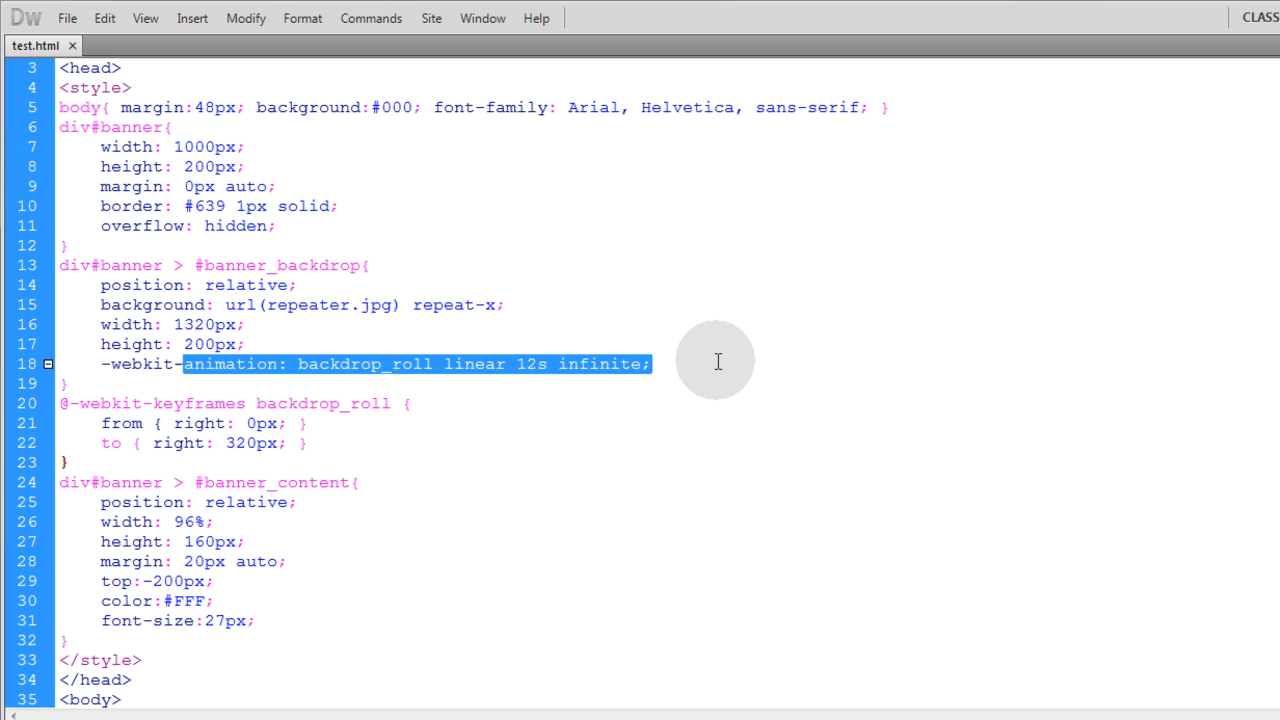 Dw File Edit View Insert Modify Format Commands Site Window Help CLASS
test.html ×
3 <head>
4 <style>
5 body{ margin:48px; background:#000; font-family: Arial, Helvetica, sans-serif; }
6 div#banner{
7 width: 1000px;
8 height: 200px;
9 margin: 0px auto;
10 border: #639 1px solid;
11 overflow: hidden;
12 }
13 div#banner > #banner_backdrop{
14 position: relative;
15 background: url(repeater.jpg) repeat-x;
16 width: 1320px;
17 height: 200px;
18 -webkit-animation: backdrop_roll linear 12s infinite;
19 }
20 @-webkit-keyframes backdrop_roll {
21 from { right: 0px; }
22 to { right: 320px; }
23 }
24 div#banner > #banner_content{
25 position: relative;
26 width: 96%;
27 height: 160px;
28 margin: 20px auto;
29 top:-200px;
30 color:#FFF;
31 font-size:27px;
32 }
33 </style>
34 </head>
35 <body>